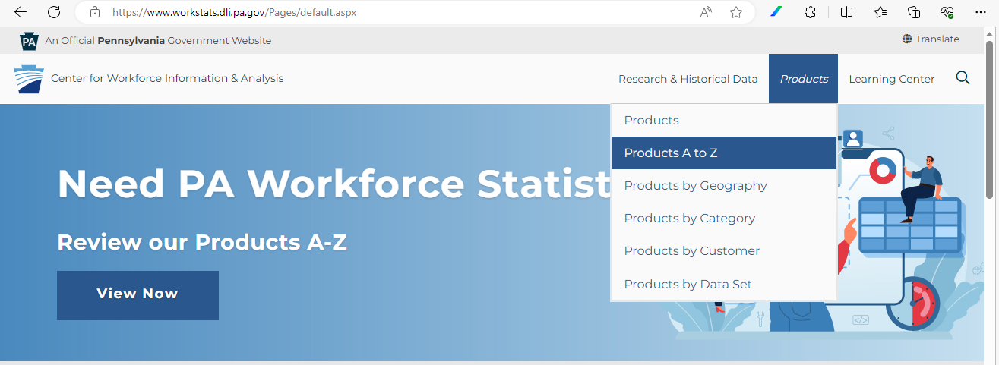 https://www.workstats.dli.pa.gov/Pages/default.aspx
PA An Official Pennsylvania Government Website
Translate
Center for Workforce Information & Analysis
Research & Historical Data Products Learning Center
Products
Products A to Z
Products by Geography
Products by Category
Products by Customer
Products by Data Set
Need PA Workforce Statist
Review our Products A-Z
View Now